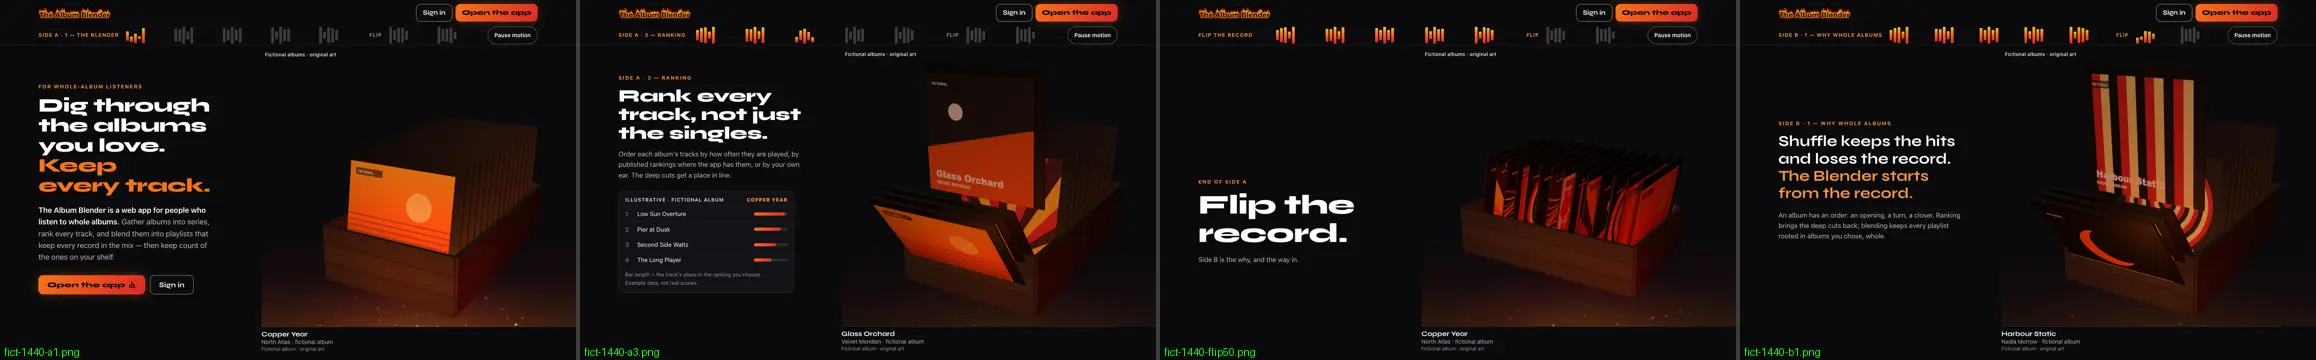 The Album Blender
Sign in
Open the app
SIDE A · 1 — THE BLENDER
FLIP
Pause motion
Fictional albums · original art
FOR WHOLE-ALBUM LISTENERS
Dig through
the albums
you love.
Keep
every track.
The Album Blender is a web app for people who
listen to whole albums. Gather albums into series,
rank every track, and blend them into playlists that
keep every record in the mix — then keep count of
the ones on your shelf.
Open the app
Sign in
FICTIONAL
Copper Year
North Atlas · fictional album
Fictional album · original art
fict-1440-a1.png
The Album Blender
Sign in
Open the app
SIDE A · 3 — RANKING
FLIP
Pause motion
Fictional albums · original art
SIDE A · 3 — RANKING
Rank every
track, not just
the singles.
Order each album's tracks by how often they are played, by
published rankings where the app has them, or by your own
ear. The deep cuts get a place in line.
ILLUSTRATIVE · FICTIONAL ALBUM
COPPER YEAR
1 Low Sun Overture
2 Pier at Dusk
3 Second Side Waltz
4 The Long Player
Bar length = the track's place in the ranking you choose.
Example data, not real scores.
FICTIONAL
Glass Orchard
VELVET MERIDIAN
Glass Orchard
Velvet Meridian · fictional album
Fictional album · original art
fict-1440-a3.png
The Album Blender
Sign in
Open the app
FLIP THE RECORD
FLIP
Pause motion
Fictional albums · original art
END OF SIDE A
Flip the
record.
Side B is the why, and the way in.
Copper Year
North Atlas · fictional album
Fictional album · original art
fict-1440-flip50.png
The Album Blender
Sign in
Open the app
SIDE B · 1 — WHY WHOLE ALBUMS
FLIP
Pause motion
Fictional albums · original art
SIDE B · 1 — WHY WHOLE ALBUMS
Shuffle keeps the hits
and loses the record.
The Blender starts
from the record.
An album has an order: an opening, a turn, a closer. Ranking
brings the deep cuts back; blending keeps every playlist
rooted in albums you chose, whole.
FICTIONAL
Harbour Static
Harbour Static
Nadia Morrow · fictional album
Fictional album · original art
fict-1440-b1.png